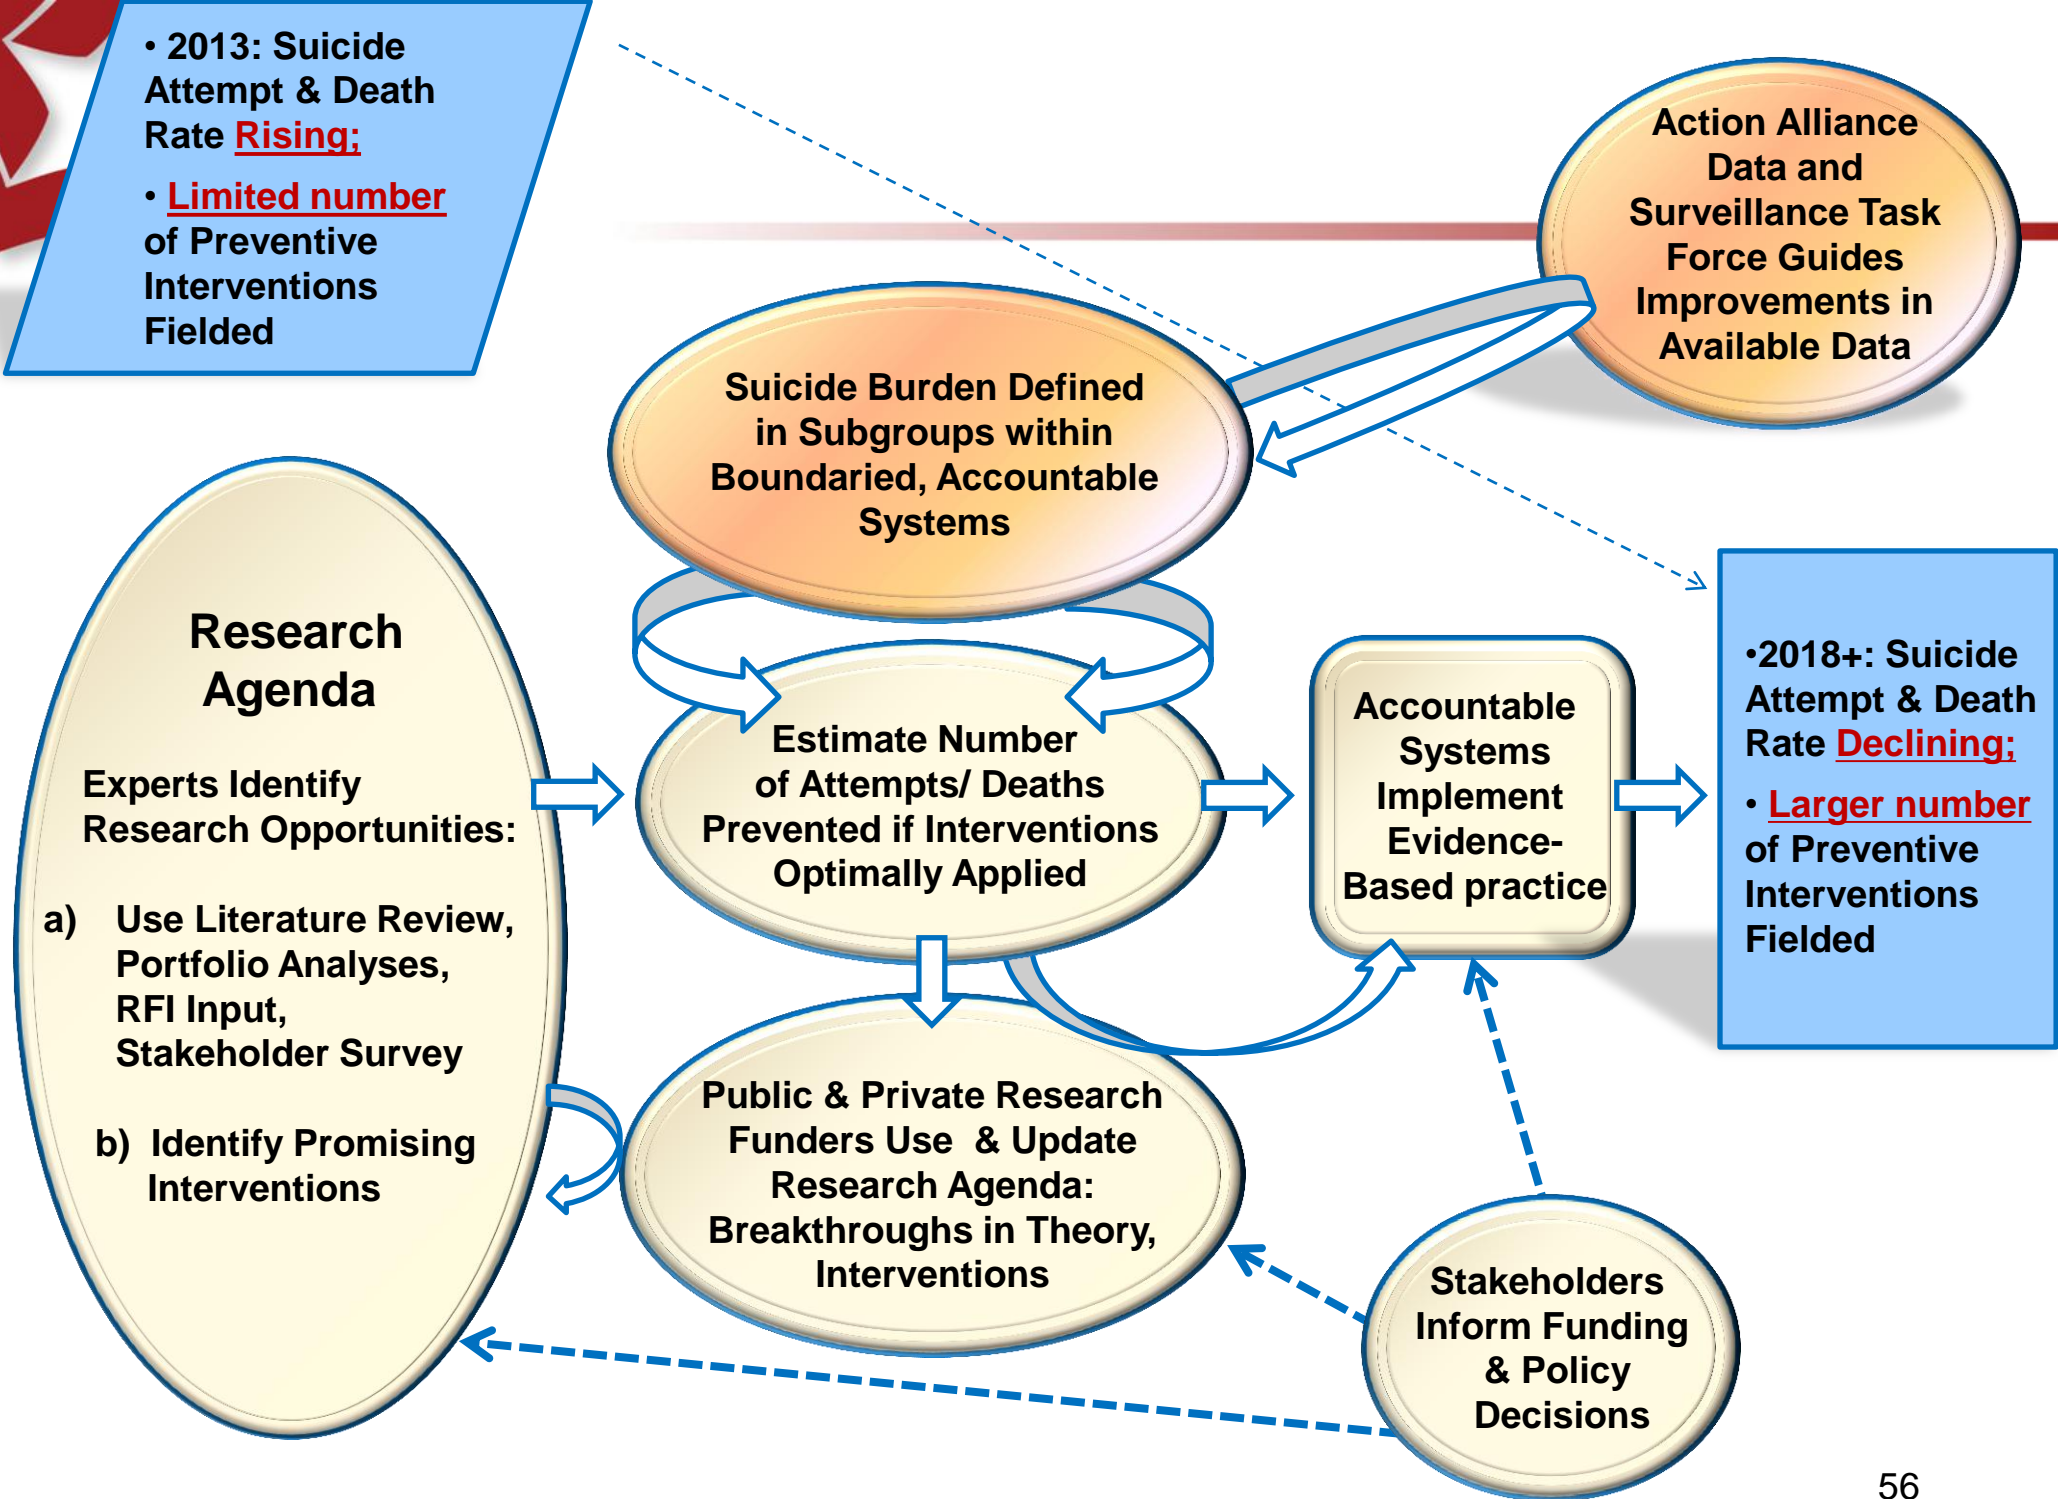 • 2013: Suicide
Attempt & Death
Rate Rising;
• Limited number
of Preventive
Interventions
Fielded
Action Alliance
Data and
Surveillance Task
Force Guides
Improvements in
Available Data
Suicide Burden Defined
in Subgroups within
Boundaried, Accountable
Systems
Research
Agenda
Experts Identify
Research Opportunities:
a) Use Literature Review,
Portfolio Analyses,
RFI Input,
Stakeholder Survey
b) Identify Promising
Interventions
Estimate Number
of Attempts/ Deaths
Prevented if Interventions
Optimally Applied
Accountable
Systems
Implement
Evidence-
Based practice
•2018+: Suicide
Attempt & Death
Rate Declining;
• Larger number
of Preventive
Interventions
Fielded
Public & Private Research
Funders Use & Update
Research Agenda:
Breakthroughs in Theory,
Interventions
Stakeholders
Inform Funding
& Policy
Decisions
56